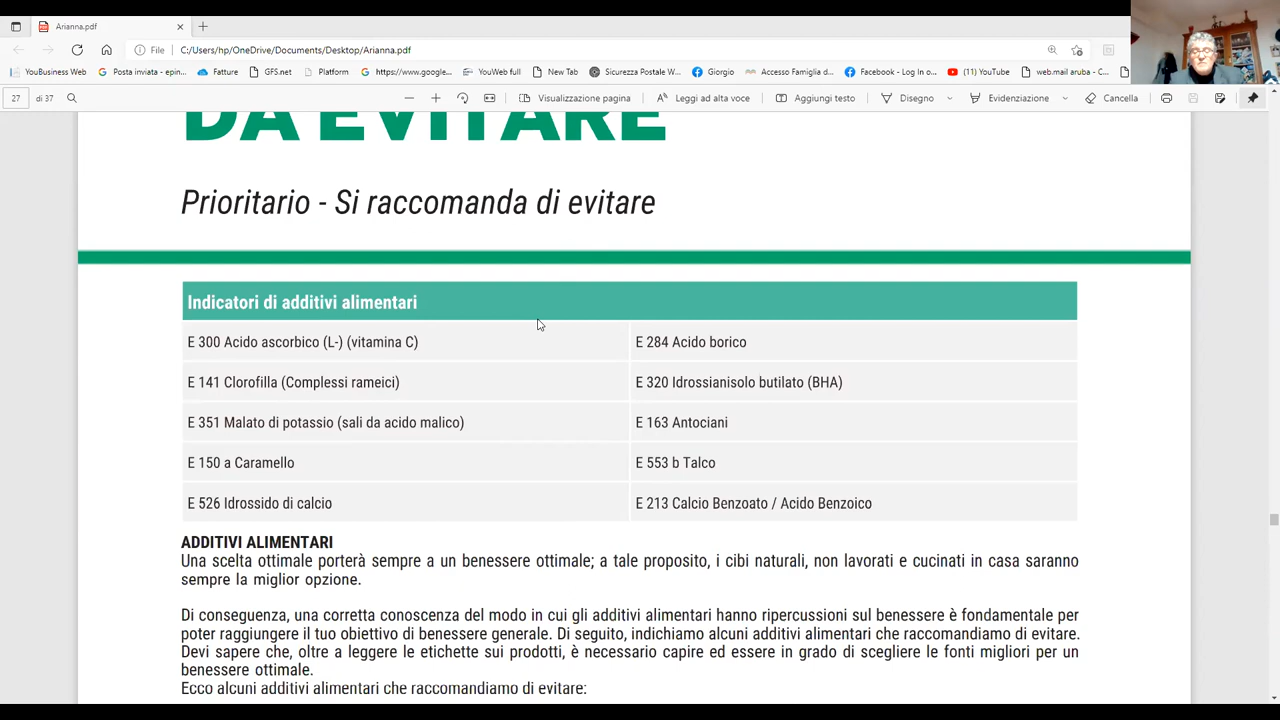 Arianna.pdf
File C:/Users/hp/OneDrive/Documents/Desktop/Arianna.pdf
YouBusiness Web Posta inviata - epin... Fatture GFS.net Platform https://www.google... YouWeb full New Tab Sicurezza Postale W... Giorgio Accesso Famiglia d... Facebook - Log In o... (11) YouTube web.mail aruba - C...
27 di 37 Visualizzazione pagina Leggi ad alta voce Aggiungi testo Disegno Evidenziazione Cancella
DA EVITARE
Prioritario - Si raccomanda di evitare
Indicatori di additivi alimentari
E 300 Acido ascorbico (L-) (vitamina C) E 284 Acido borico
E 141 Clorofilla (Complessi rameici) E 320 Idrossianisolo butilato (BHA)
E 351 Malato di potassio (sali da acido malico) E 163 Antociani
E 150 a Caramello E 553 b Talco
E 526 Idrossido di calcio E 213 Calcio Benzoato / Acido Benzoico
ADDITIVI ALIMENTARI
Una scelta ottimale porterà sempre a un benessere ottimale; a tale proposito, i cibi naturali, non lavorati e cucinati in casa saranno
sempre la miglior opzione.
Di conseguenza, una corretta conoscenza del modo in cui gli additivi alimentari hanno ripercussioni sul benessere è fondamentale per
poter raggiungere il tuo obiettivo di benessere generale. Di seguito, indichiamo alcuni additivi alimentari che raccomandiamo di evitare.
Devi sapere che, oltre a leggere le etichette sui prodotti, è necessario capire ed essere in grado di scegliere le fonti migliori per un
benessere ottimale.
Ecco alcuni additivi alimentari che raccomandiamo di evitare: